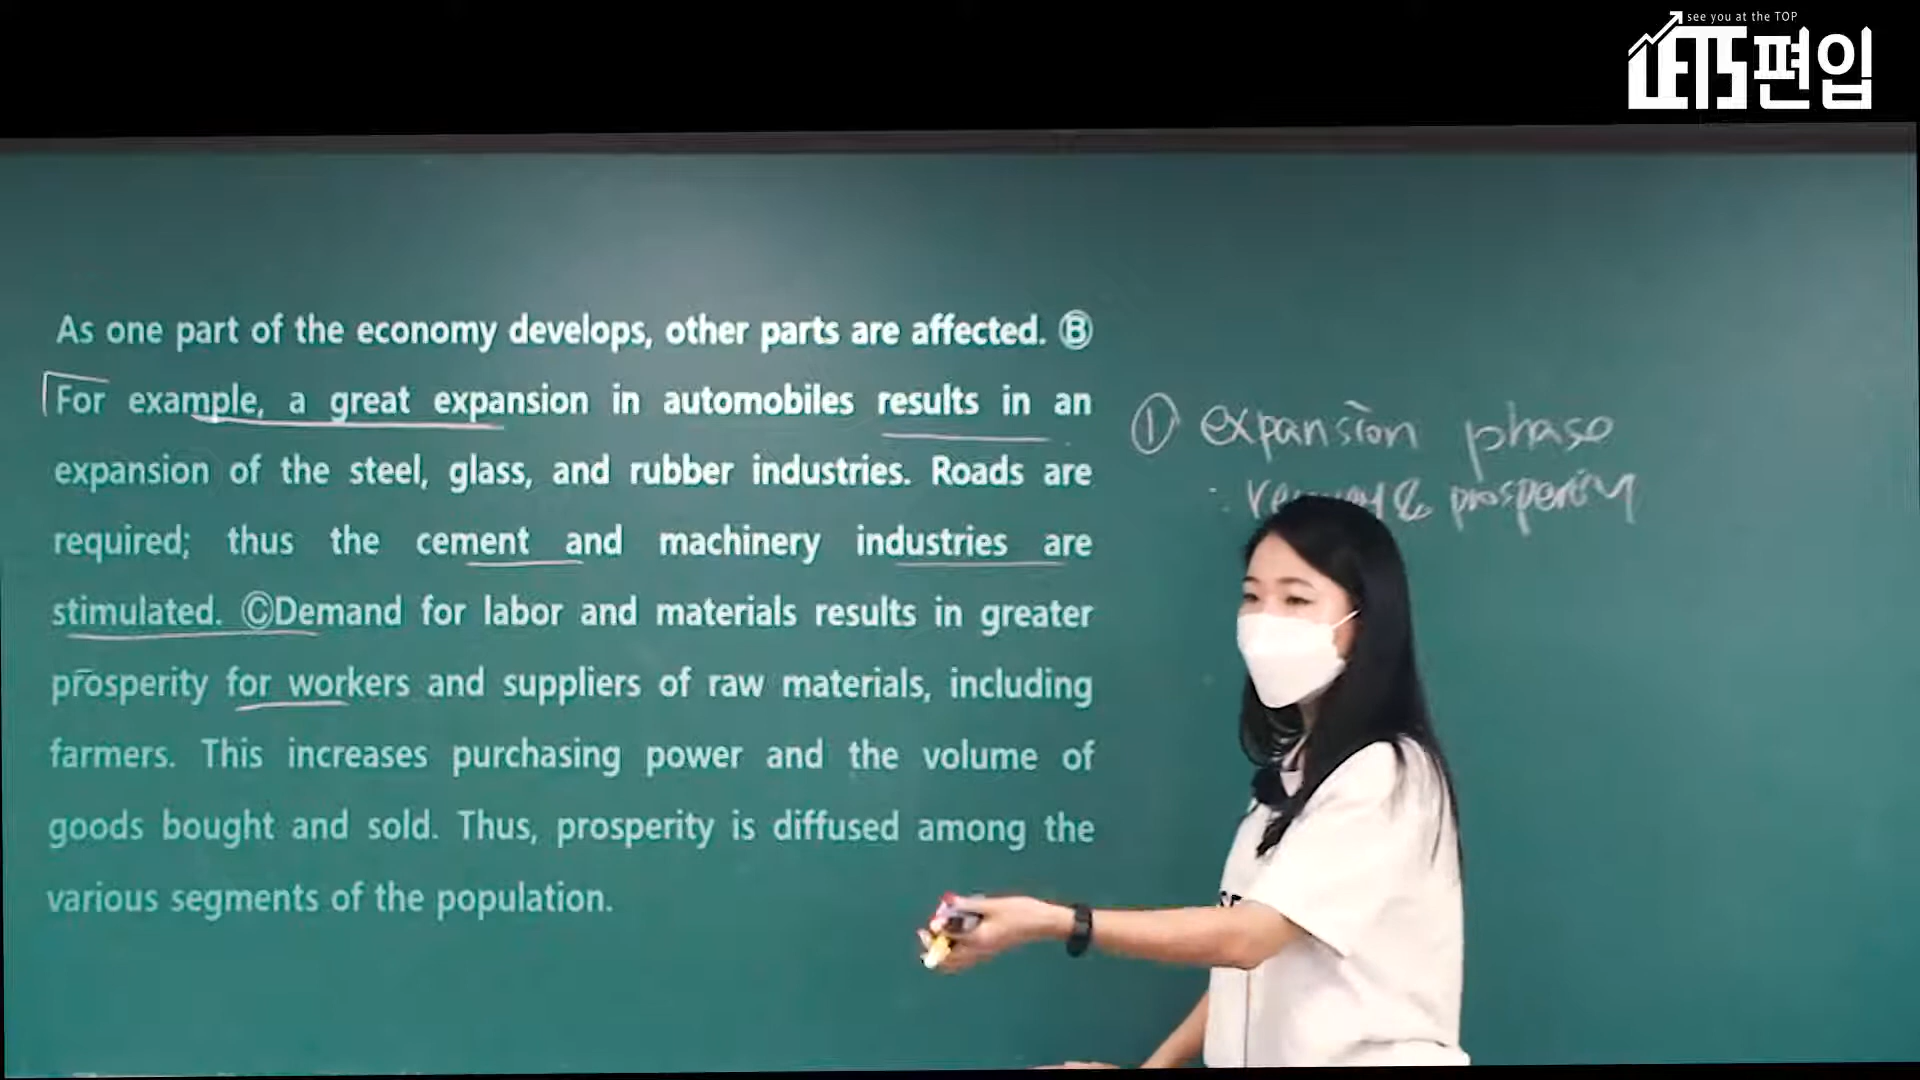 see you at the TOP
LETS편입
As one part of the economy develops, other parts are affected. Ⓑ
For example, a great expansion in automobiles results in an
expansion of the steel, glass, and rubber industries. Roads are
required; thus the cement and machinery industries are
stimulated. ⒸDemand for labor and materials results in greater
prosperity for workers and suppliers of raw materials, including
farmers. This increases purchasing power and the volume of
goods bought and sold. Thus, prosperity is diffused among the
various segments of the population.
① expansion phase
: & prosperity